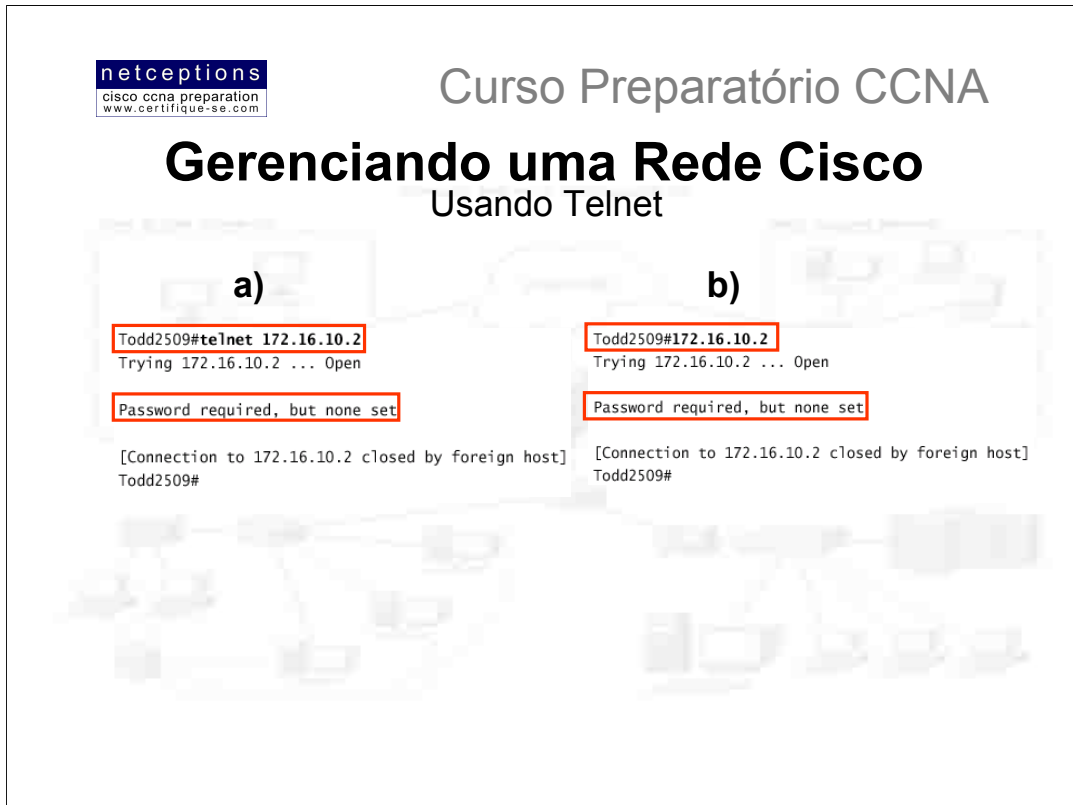 netceptions
cisco ccna preparation
www.certifique-se.com
Curso Preparatório CCNA
Gerenciando uma Rede Cisco
Usando Telnet
a)
Todd2509#telnet 172.16.10.2
Trying 172.16.10.2 ... Open
Password required, but none set
[Connection to 172.16.10.2 closed by foreign host]
Todd2509#
b)
Todd2509#172.16.10.2
Trying 172.16.10.2 ... Open
Password required, but none set
[Connection to 172.16.10.2 closed by foreign host]
Todd2509#